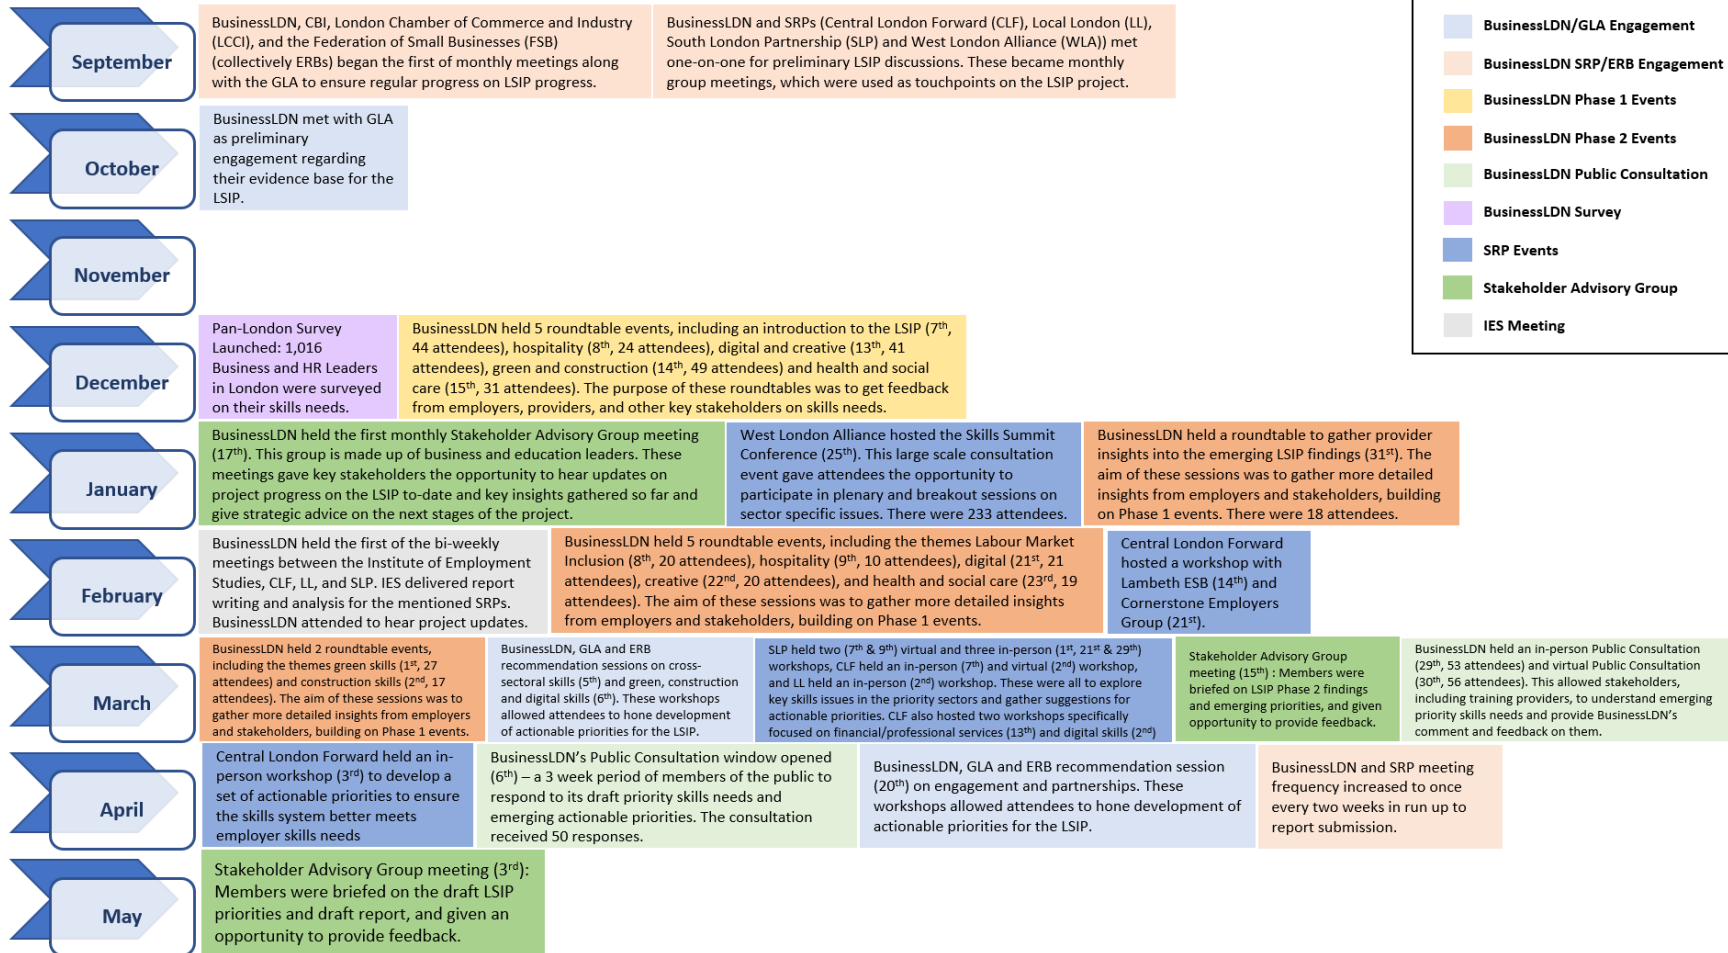 September
BusinessLDN, CBI, London Chamber of Commerce and Industry
(LCCI), and the Federation of Small Businesses (FSB)
(collectively ERBs) began the first of monthly meetings along
with the GLA to ensure regular progress on LSIP progress.
BusinessLDN and SRPs (Central London Forward (CLF), Local London (LL),
South London Partnership (SLP) and West London Alliance (WLA)) met
one-on-one for preliminary LSIP discussions. These became monthly
group meetings, which were used as touchpoints on the LSIP project.
BusinessLDN/GLA Engagement
BusinessLDN SRP/ERB Engagement
BusinessLDN Phase 1 Events
BusinessLDN Phase 2 Events
BusinessLDN Public Consultation
BusinessLDN Survey
SRP Events
Stakeholder Advisory Group
IES Meeting
October
BusinessLDN met with GLA
as preliminary
engagement regarding
their evidence base for the
LSIP.
November
December
Pan-London Survey
Launched: 1,016
Business and HR Leaders
in London were surveyed
on their skills needs.
BusinessLDN held 5 roundtable events, including an introduction to the LSIP (7th,
44 attendees), hospitality (8th, 24 attendees), digital and creative (13th, 41
attendees), green and construction (14th, 49 attendees) and health and social
care (15th, 31 attendees). The purpose of these roundtables was to get feedback
from employers, providers, and other key stakeholders on skills needs.
January
BusinessLDN held the first monthly Stakeholder Advisory Group meeting
(17th). This group is made up of business and education leaders. These
meetings gave key stakeholders the opportunity to hear updates on
project progress on the LSIP to-date and key insights gathered so far and
give strategic advice on the next stages of the project.
West London Alliance hosted the Skills Summit
Conference (25th). This large scale consultation
event gave attendees the opportunity to
participate in plenary and breakout sessions on
sector specific issues. There were 233 attendees.
BusinessLDN held a roundtable to gather provider
insights into the emerging LSIP findings (31st). The
aim of these sessions was to gather more detailed
insights from employers and stakeholders, building
on Phase 1 events. There were 18 attendees.
February
BusinessLDN held the first of the bi-weekly
meetings between the Institute of Employment
Studies, CLF, LL, and SLP. IES delivered report
writing and analysis for the mentioned SRPs.
BusinessLDN attended to hear project updates.
BusinessLDN held 5 roundtable events, including the themes Labour Market
Inclusion (8th, 20 attendees), hospitality (9th, 10 attendees), digital (21st, 21
attendees), creative (22nd, 20 attendees), and health and social care (23rd, 19
attendees). The aim of these sessions was to gather more detailed insights
from employers and stakeholders, building on Phase 1 events.
Central London Forward
hosted a workshop with
Lambeth ESB (14th) and
Cornerstone Employers
Group (21st).
March
BusinessLDN held 2 roundtable events,
including the themes green skills (1st, 27
attendees) and construction skills (2nd, 17
attendees). The aim of these sessions was to
gather more detailed insights from employers
and stakeholders, building on Phase 1 events.
BusinessLDN, GLA and ERB
recommendation sessions on cross-
sectoral skills (5th) and green, construction
and digital skills (6th). These workshops
allowed attendees to hone development
of actionable priorities for the LSIP.
SLP held two (7th & 9th) virtual and three in-person (1st, 21st & 29th)
workshops, CLF held an in-person (7th) and virtual (2nd) workshop,
and LL held an in-person (2nd) workshop. These were all to explore
key skills issues in the priority sectors and gather suggestions for
actionable priorities. CLF also hosted two workshops specifically
focused on financial/professional services (13th) and digital skills (2nd)
Stakeholder Advisory Group
meeting (15th) : Members were
briefed on LSIP Phase 2 findings
and emerging priorities, and given
opportunity to provide feedback.
BusinessLDN held an in-person Public Consultation
(29th, 53 attendees) and virtual Public Consultation
(30th, 56 attendees). This allowed stakeholders,
including training providers, to understand emerging
priority skills needs and provide BusinessLDN's
comment and feedback on them.
April
Central London Forward held an in-
person workshop (3rd) to develop a
set of actionable priorities to ensure
the skills system better meets
employer skills needs
BusinessLDN's Public Consultation window opened
(6th) – a 3 week period of members of the public to
respond to its draft priority skills needs and
emerging actionable priorities. The consultation
received 50 responses.
BusinessLDN, GLA and ERB recommendation session
(20th) on engagement and partnerships. These
workshops allowed attendees to hone development of
actionable priorities for the LSIP.
BusinessLDN and SRP meeting
frequency increased to once
every two weeks in run up to
report submission.
May
Stakeholder Advisory Group meeting (3rd):
Members were briefed on the draft LSIP
priorities and draft report, and given an
opportunity to provide feedback.